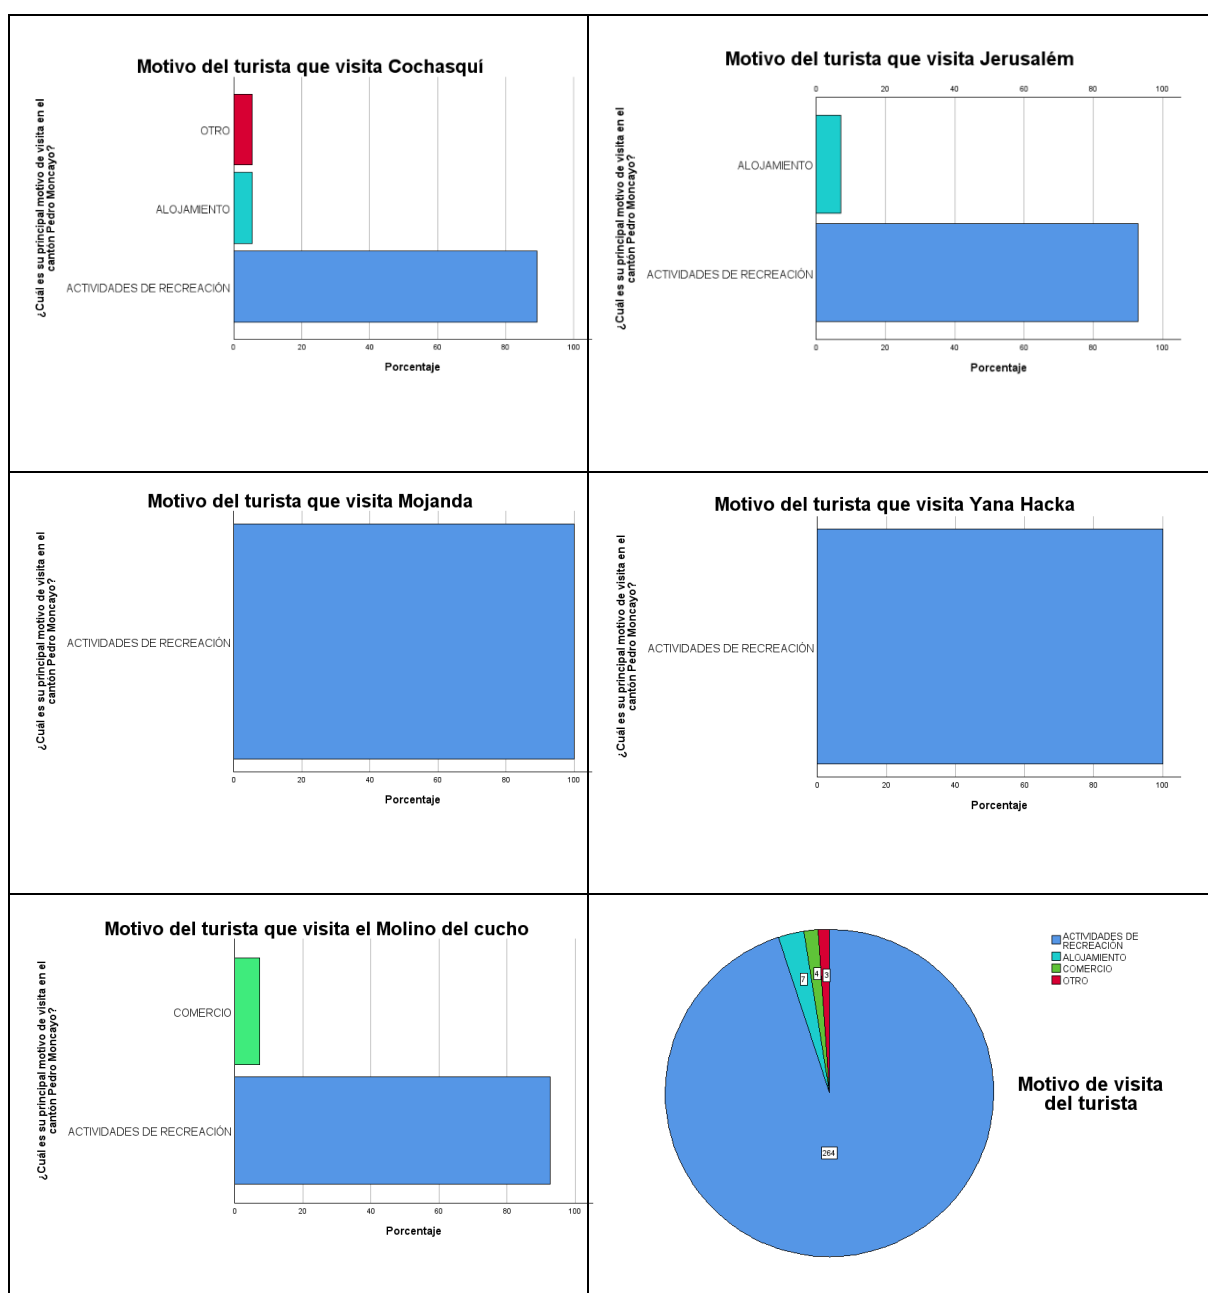 Motivo del turista que visita Cochasquí
¿Cuál es su principal motivo de visita en el
cantón Pedro Moncayo?
OTRO
ALOJAMIENTO
ACTIVIDADES DE RECREACIÓN
0 20 40 60 80 100
Porcentaje
Motivo del turista que visita Jerusalém
0 20 40 60 80 100
¿Cuál es su principal motivo de visita en el
cantón Pedro Moncayo?
ALOJAMIENTO
ACTIVIDADES DE RECREACIÓN
0 20 40 60 80 100
Porcentaje
Motivo del turista que visita Mojanda
¿Cuál es su principal motivo de visita en el
cantón Pedro Moncayo?
ACTIVIDADES DE RECREACIÓN
0 20 40 60 80 100
Porcentaje
Motivo del turista que visita Yana Hacka
¿Cuál es su principal motivo de visita en el
cantón Pedro Moncayo?
ACTIVIDADES DE RECREACIÓN
0 20 40 60 80 100
Porcentaje
Motivo del turista que visita el Molino del cucho
¿Cuál es su principal motivo de visita en el
cantón Pedro Moncayo?
COMERCIO
ACTIVIDADES DE RECREACIÓN
0 20 40 60 80 100
Porcentaje
ACTIVIDADES DE
RECREACIÓN
ALOJAMIENTO
COMERCIO
OTRO
7 4 3
264
Motivo de visita
del turista